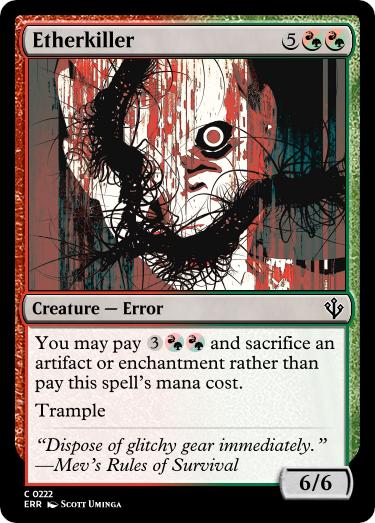 Etherkiller 5
Creature — Error
You may pay 3 and sacrifice an
artifact or enchantment rather than
pay this spell's mana cost.
Trample
“Dispose of glitchy gear immediately.”
—Mev's Rules of Survival
6/6
C 0222
ERR Scott Uminga